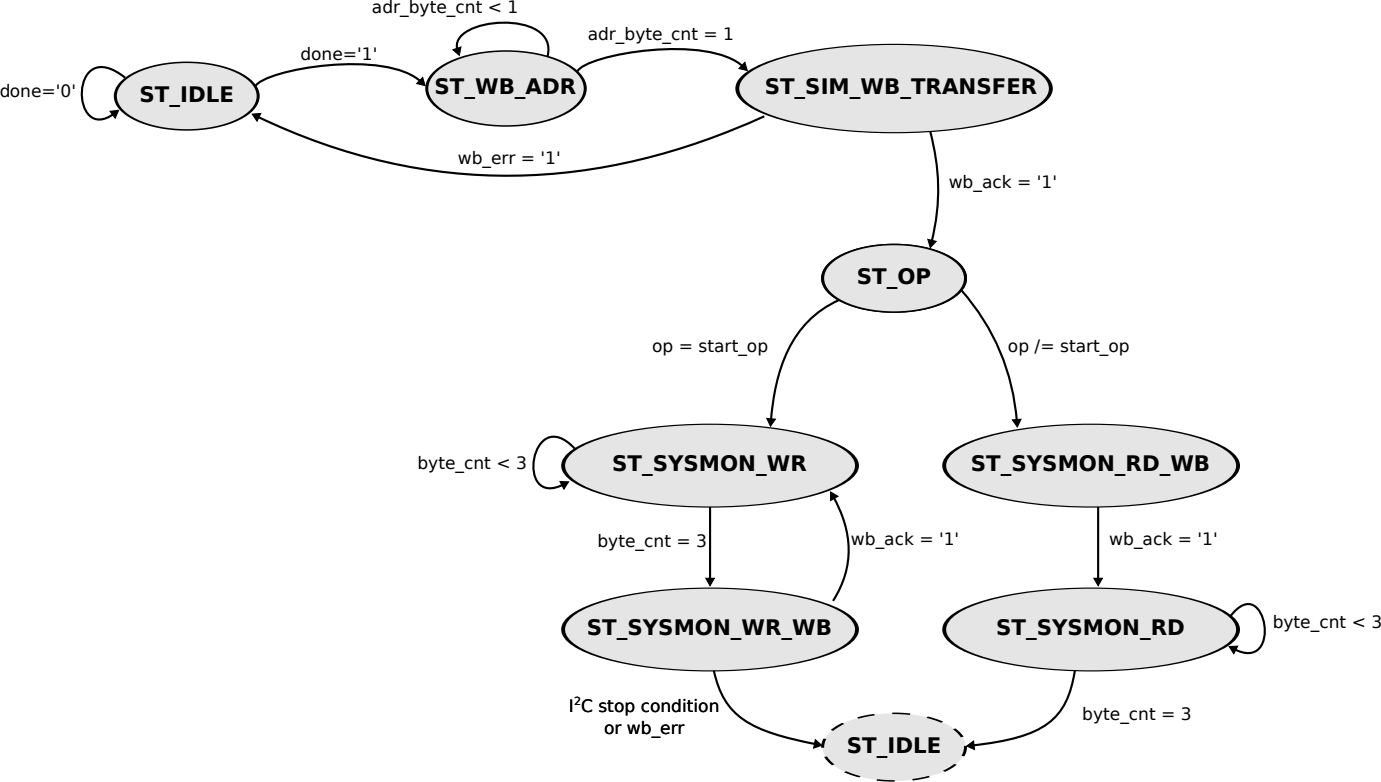 adr_byte_cnt < 1
adr_byte_cnt = 1
done='1'
done='0'
ST_IDLE
ST_WB_ADR
ST_SIM_WB_TRANSFER
wb_err = '1'
wb_ack = '1'
ST_OP
op = start_op
op /= start_op
byte_cnt < 3
ST_SYSMON_WR
ST_SYSMON_RD_WB
byte_cnt = 3
wb_ack = '1'
wb_ack = '1'
ST_SYSMON_WR_WB
ST_SYSMON_RD
byte_cnt < 3
I²C stop condition
or wb_err
byte_cnt = 3
ST_IDLE